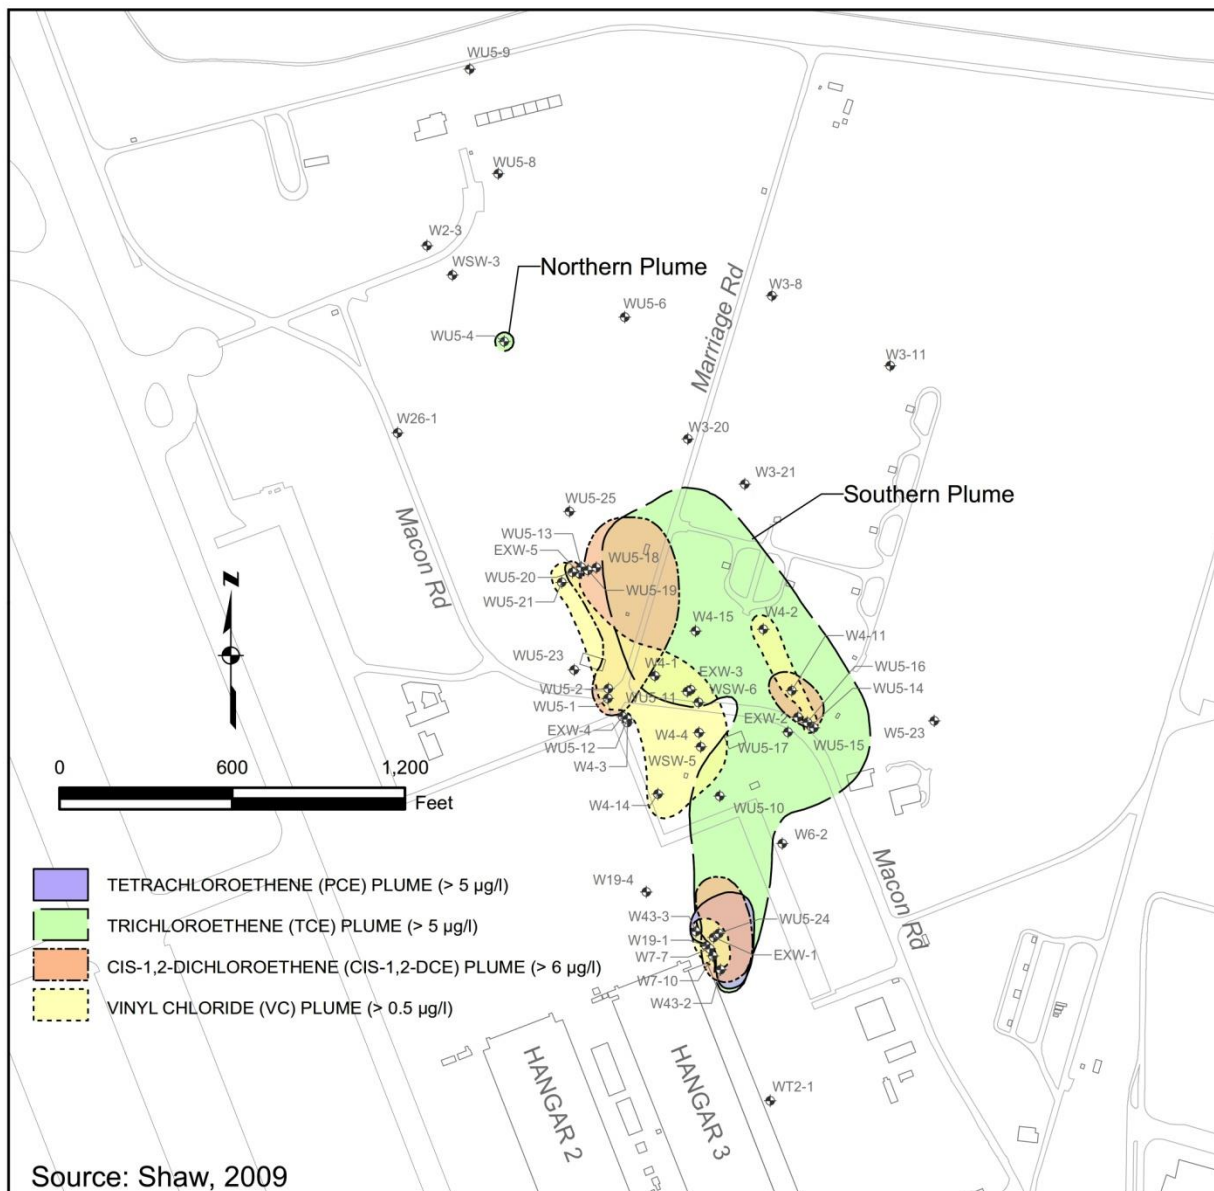 WU5-9
WU5-8
W2-3
WSW-3
Northern Plume
W3-8
WU5-6
WU5-4
Marriage Rd
W3-11
W26-1
W3-20
W3-21
Southern Plume
WU5-25
Macon Rd
WU5-13
EXW-5
WU5-18
WU5-20
WU5-19
WU5-21
Z
W4-15
W4-2
W4-11
WU5-23
W4-1
EXW-3
WU5-16
WU5-2
WU5-11
WSW-6
WU5-14
WU5-1
EXW-2
W5-23
EXW-4
W4-4
WU5-12
WU5-17
WU5-15
W4-3
WSW-5
0 600 1,200
Feet
W4-14
WU5-10
W6-2
TETRACHLOROETHENE (PCE) PLUME (> 5 µg/l)
W19-4
Macon Rd
TRICHLOROETHENE (TCE) PLUME (> 5 µg/l)
W43-3
WU5-24
W19-1
W7-7
EXW-1
CIS-1,2-DICHLOROETHENE (CIS-1,2-DCE) PLUME (> 6 µg/l)
W7-10
W43-2
VINYL CHLORIDE (VC) PLUME (> 0.5 µg/l)
HANGAR 2
HANGAR 3
WT2-1
Source: Shaw, 2009